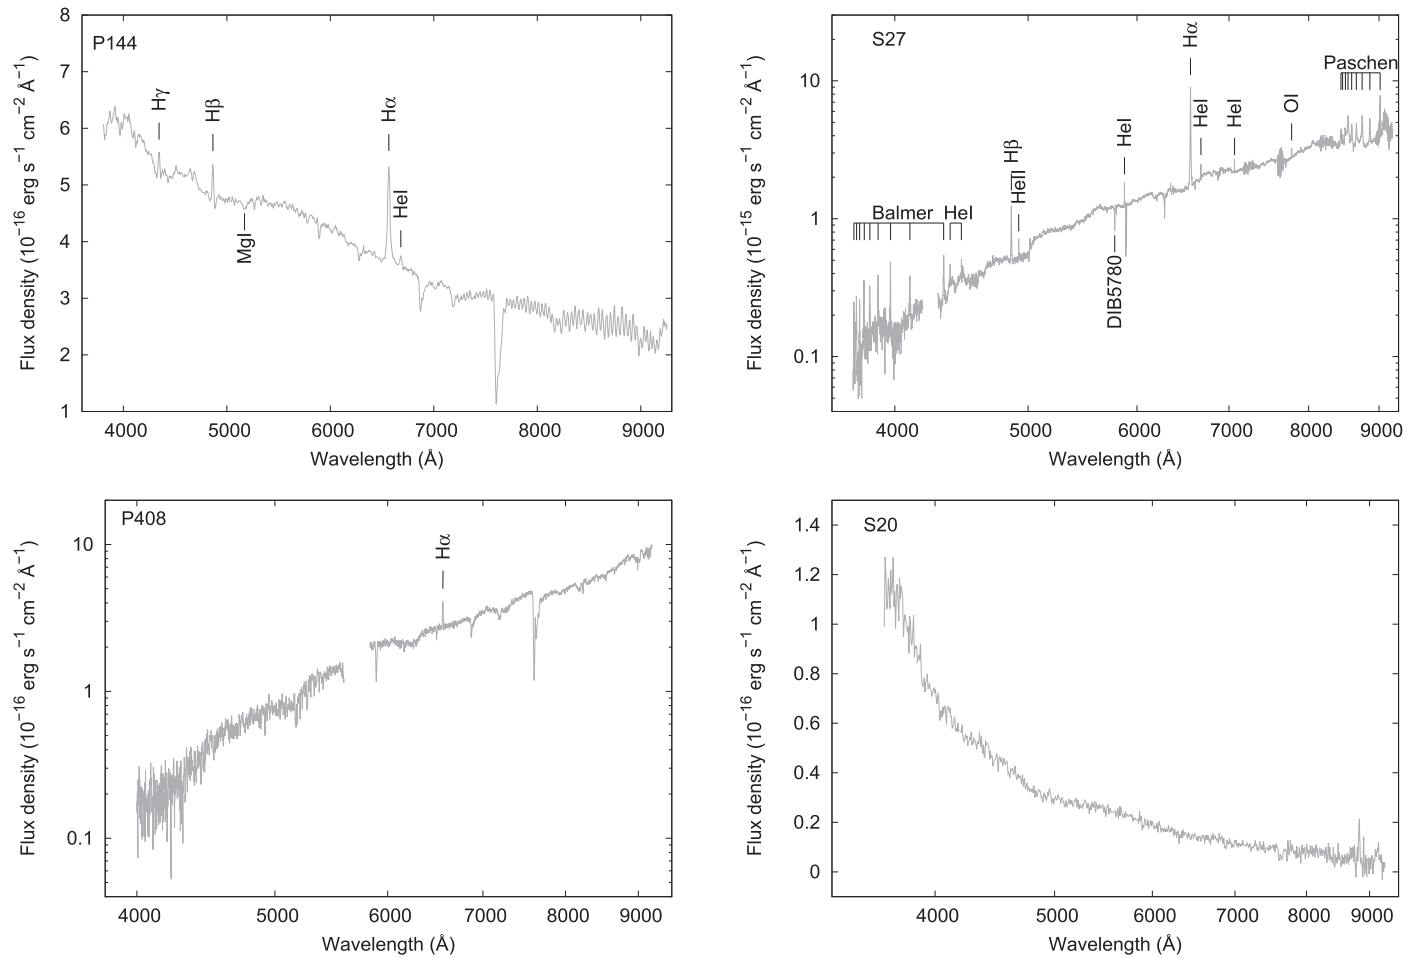 P144
Flux density (10−16 erg s−1 cm−2 Å−1)
8
7
6
5
4
3
2
1
Hγ
Hβ
MgI
Hα
HeI
4000 5000 6000 7000 8000 9000
Wavelength (Å)
S27
Flux density (10−15 erg s−1 cm−2 Å−1)
10
1
0.1
Balmer
HeI
Hβ
HeII
DIB5780
HeI
Hα
HeI
HeI
OI
Paschen
4000 5000 6000 7000 8000 9000
Wavelength (Å)
P408
Flux density (10−16 erg s−1 cm−2 Å−1)
10
1
0.1
Hα
4000 5000 6000 7000 8000 9000
Wavelength (Å)
S20
Flux density (10−16 erg s−1 cm−2 Å−1)
1.4
1.2
1
0.8
0.6
0.4
0.2
0
4000 5000 6000 7000 8000 9000
Wavelength (Å)